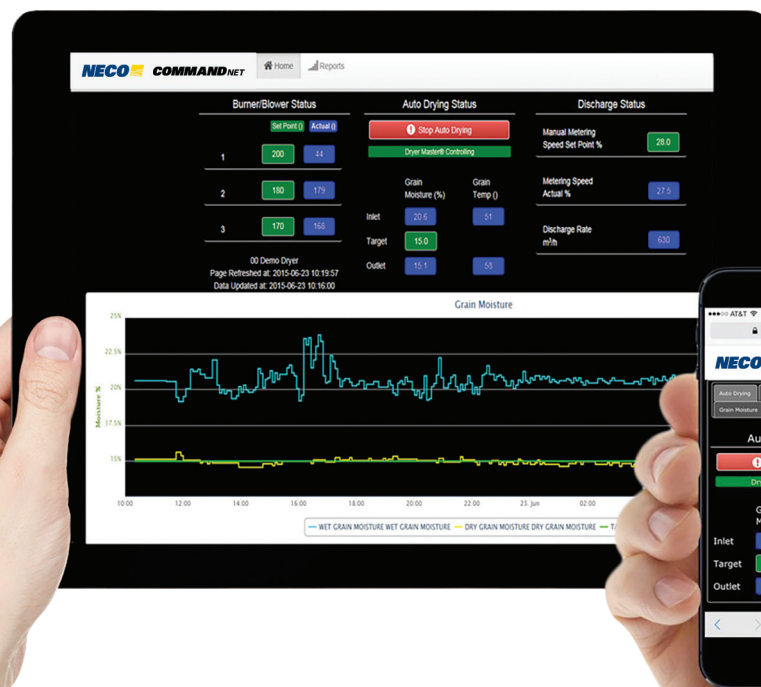 NECO COMMANDNET
Home Reports
Burner/Blower Status
Set Point () Actual ()
1 200 44
2 180 179
3 170 168
00 Demo Dryer
Page Refreshed at: 2015-06-23 10:19:57
Data Updated at: 2015-06-23 10:16:00
Auto Drying Status
Stop Auto Drying
Dryer Master® Controlling
Grain Grain
Moisture (%) Temp ()
Inlet 20.6 51
Target 15.0
Outlet 15.1 58
Discharge Status
Manual Metering
Speed Set Point % 28.0
Metering Speed
Actual % 27.5
Discharge Rate
m³/h 630
Grain Moisture
Moisture %
25%
22.5%
20%
17.5%
15%
10:00 12:00 14:00 16:00 18:00 20:00 22:00 21. Jun 02:00
WET GRAIN MOISTURE WET GRAIN MOISTURE DRY GRAIN MOISTURE DRY GRAIN MOISTURE
AT&T
NECO
Auto Drying
Grain Moisture
Inlet
Target
Outlet